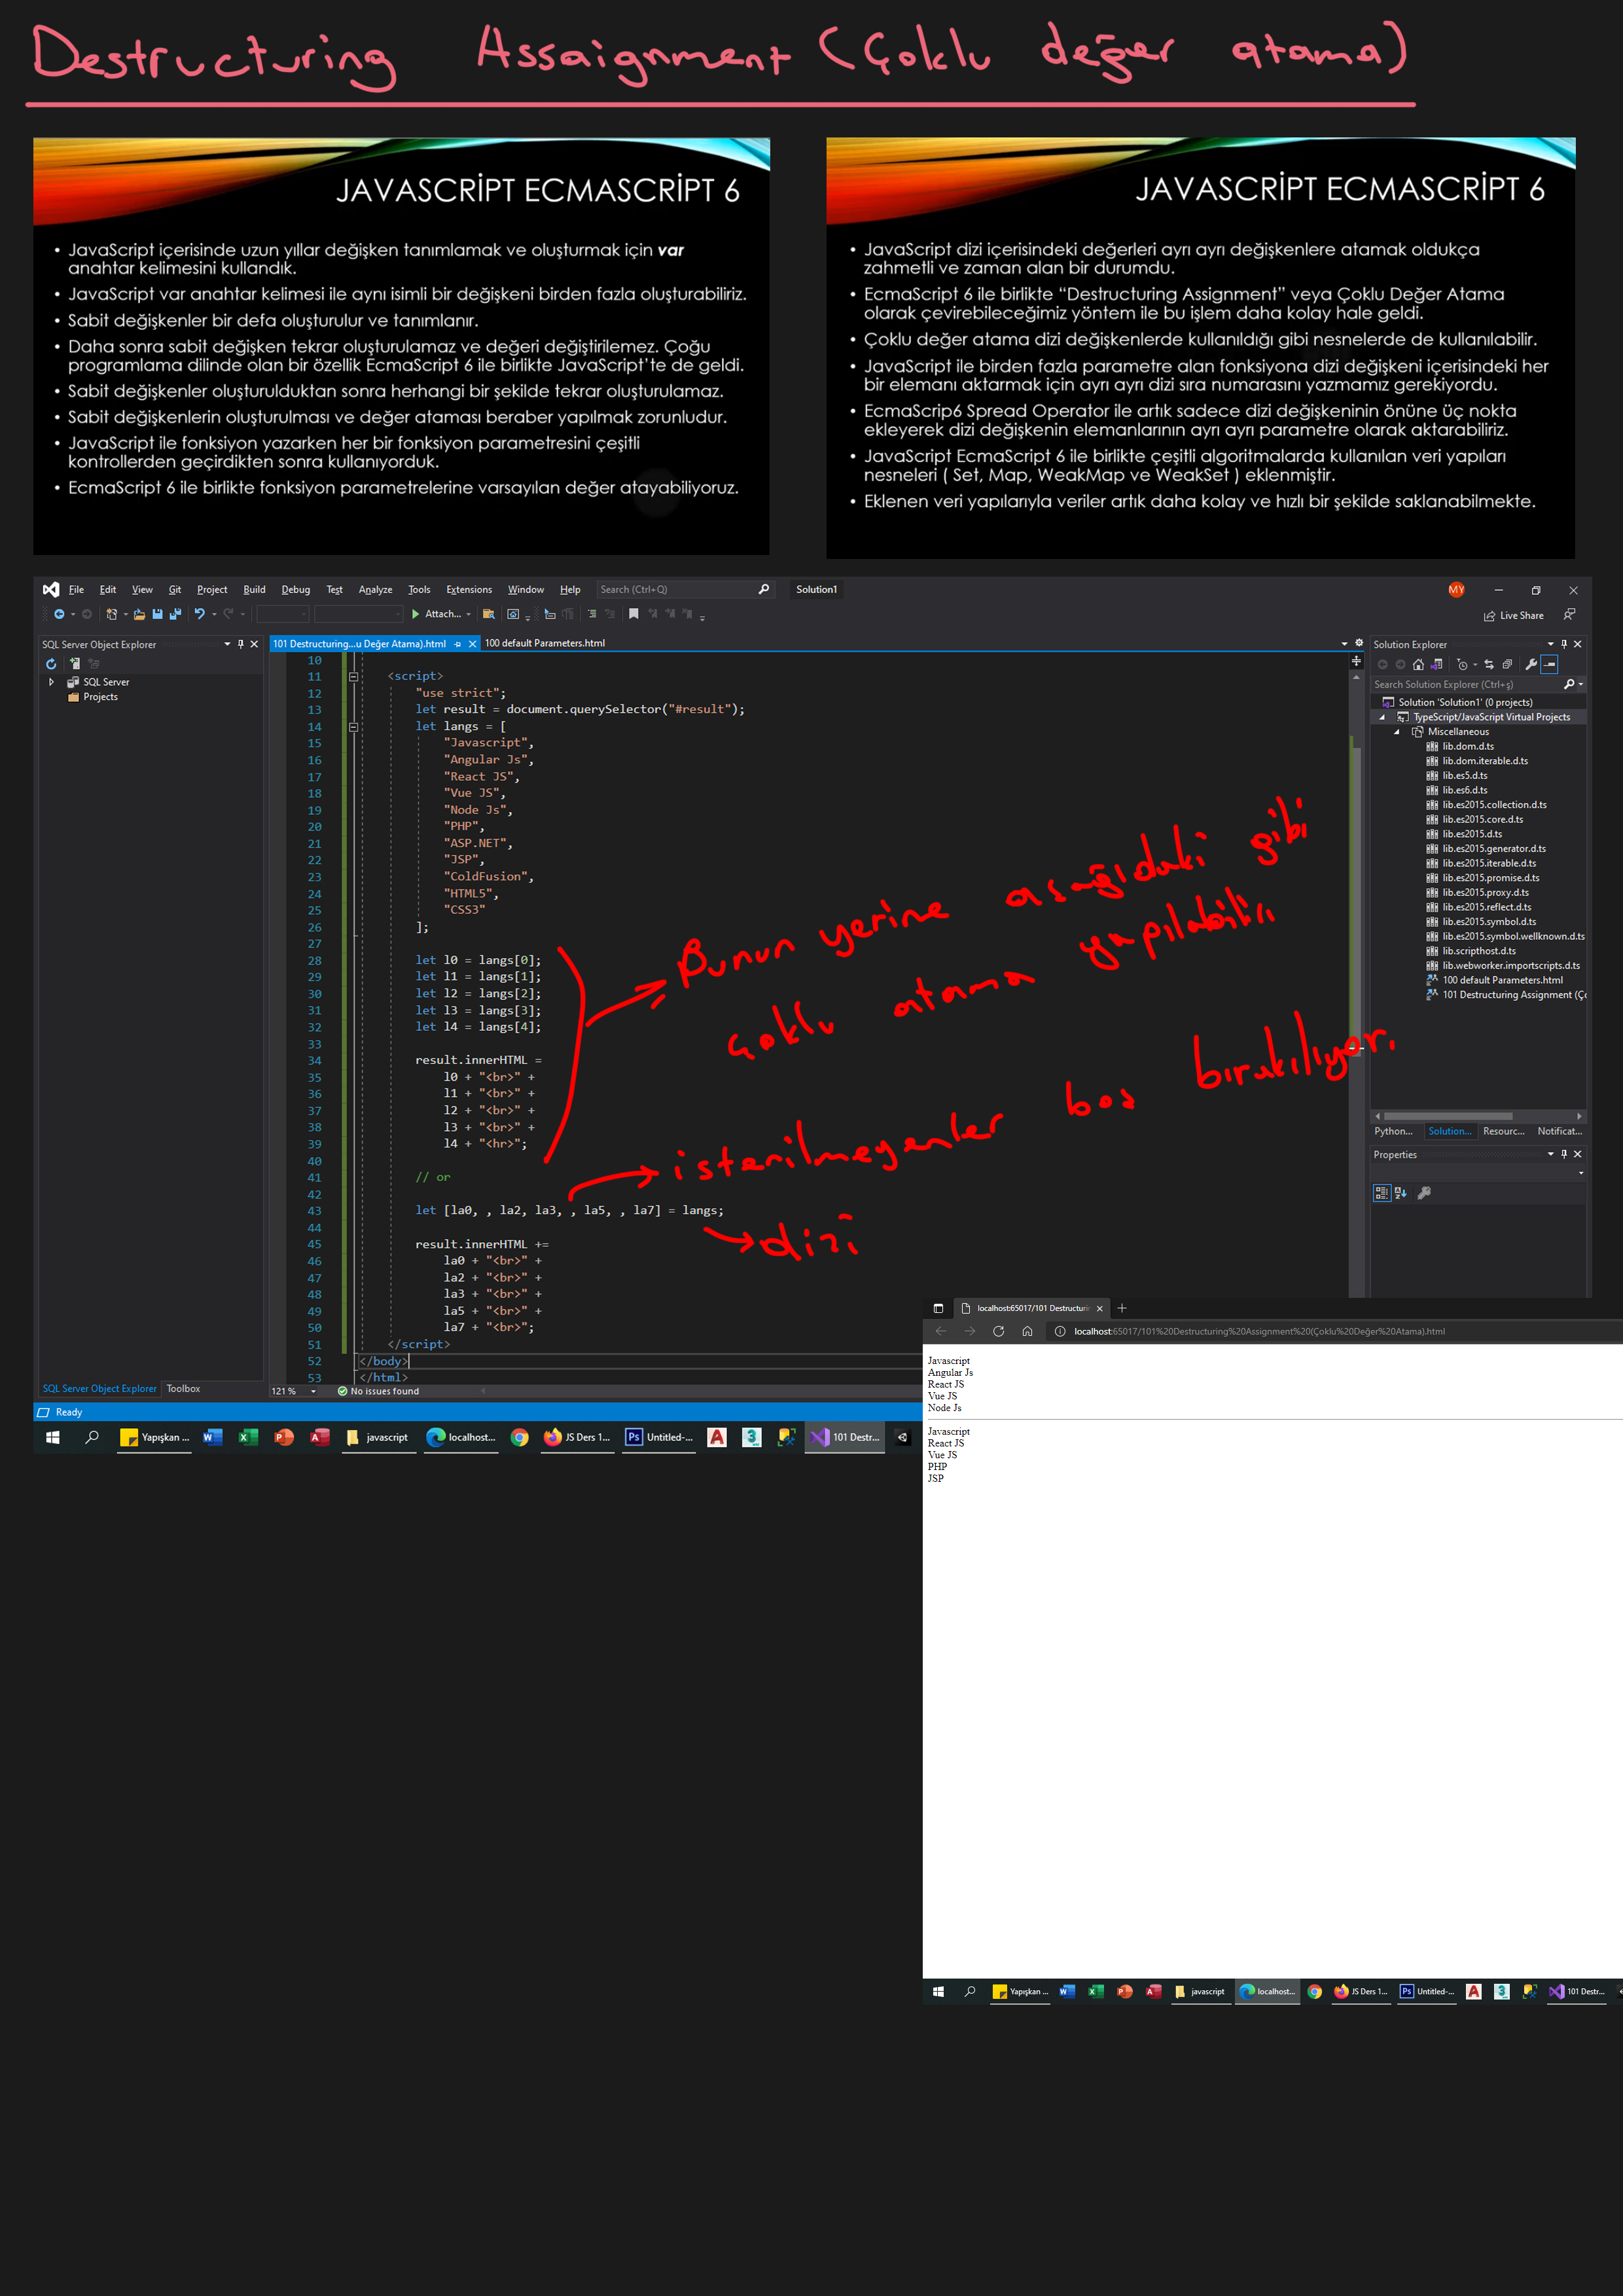 Destructuring Assaignment (Çoklu değer atama)
JAVASCRİPT ECMASCRİPT 6
• JavaScript içerisinde uzun yıllar değişken tanımlamak ve oluşturmak için var
anahtar kelimesini kullandık.
• JavaScript var anahtar kelimesi ile aynı isimli bir değişkeni birden fazla oluşturabiliriz.
• Sabit değişkenler bir defa oluşturulur ve tanımlanır.
• Daha sonra sabit değişken tekrar oluşturulamaz ve değeri değiştirilemez. Çoğu
programlama dilinde olan bir özellik EcmaScript 6 ile birlikte JavaScript'te de geldi.
• Sabit değişkenler oluşturulduktan sonra herhangi bir şekilde tekrar oluşturulamaz.
• Sabit değişkenlerin oluşturulması ve değer ataması beraber yapılmak zorunludur.
• JavaScript ile fonksiyon yazarken her bir fonksiyon parametresini çeşitli
kontrollerden geçirdikten sonra kullanıyorduk.
• EcmaScript 6 ile birlikte fonksiyon parametrelerine varsayılan değer atayabiliyoruz.
JAVASCRİPT ECMASCRİPT 6
• JavaScript dizi içerisindeki değerleri ayrı ayrı değişkenlere atamak oldukça
zahmetli ve zaman alan bir durumdu.
• EcmaScript 6 ile birlikte “Destructuring Assignment” veya Çoklu Değer Atama
olarak çevirebileceğimiz yöntem ile bu işlem daha kolay hale geldi.
• Çoklu değer atama dizi değişkenlerde kullanıldığı gibi nesnelerde de kullanılabilir.
• JavaScript ile birden fazla parametre alan fonksiyona dizi değişkeni içerisindeki her
bir elemanı aktarmak için ayrı ayrı dizi sıra numarasını yazmamız gerekiyordu.
• EcmaScrip6 Spread Operator ile artık sadece dizi değişkeninin önüne üç nokta
ekleyerek dizi değişkenin elemanlarının ayrı ayrı parametre olarak aktarabiliriz.
• JavaScript EcmaScript 6 ile birlikte çeşitli algoritmalarda kullanılan veri yapıları
nesneleri ( Set, Map, WeakMap ve WeakSet ) eklenmiştir.
• Eklenen veri yapılarıyla veriler artık daha kolay ve hızlı bir şekilde saklanabilmekte.
File Edit View Git Project Build Debug Test Analyze Tools Extensions Window Help Search (Ctrl+Q) Solution1 MY
Attach... Live Share
SQL Server Object Explorer
SQL Server
Projects
SQL Server Object Explorer Toolbox
101 Destructuring...u Değer Atama).html 100 default Parameters.html
10
11 <script>
12 "use strict";
13 let result = document.querySelector("#result");
14 let langs = [
15 "Javascript",
16 "Angular Js",
17 "React JS",
18 "Vue JS",
19 "Node Js",
20 "PHP",
21 "ASP.NET",
22 "JSP",
23 "ColdFusion",
24 "HTML5",
25 "CSS3"
26 ];
27
28 let l0 = langs[0];
29 let l1 = langs[1];
30 let l2 = langs[2];
31 let l3 = langs[3];
32 let l4 = langs[4];
33
34 result.innerHTML =
35 l0 + "<br>" +
36 l1 + "<br>" +
37 l2 + "<br>" +
38 l3 + "<br>" +
39 l4 + "<hr>";
40
41 // or
42
43 let [la0, , la2, la3, , la5, , la7] = langs;
44
45 result.innerHTML +=
46 la0 + "<br>" +
47 la2 + "<br>" +
48 la3 + "<br>" +
49 la5 + "<br>" +
50 la7 + "<br>";
51 </script>
52 </body>
53 </html>
121 % No issues found
Bunun yerine aşağıdaki gibi
çoklu atama yapılabilir
istenilmeyenler boş bırakılıyor.
dizi
Solution Explorer
Search Solution Explorer (Ctrl+ş)
Solution 'Solution1' (0 projects)
TypeScript/JavaScript Virtual Projects
Miscellaneous
lib.dom.d.ts
lib.dom.iterable.d.ts
lib.es5.d.ts
lib.es6.d.ts
lib.es2015.collection.d.ts
lib.es2015.core.d.ts
lib.es2015.d.ts
lib.es2015.generator.d.ts
lib.es2015.iterable.d.ts
lib.es2015.promise.d.ts
lib.es2015.proxy.d.ts
lib.es2015.reflect.d.ts
lib.es2015.symbol.d.ts
lib.es2015.symbol.wellknown.d.ts
lib.scripthost.d.ts
lib.webworker.importscripts.d.ts
100 default Parameters.html
101 Destructuring Assignment (Ço
Python... Solution... Resourc... Notificat...
Properties
Ready
Yapışkan ... javascript localhost... JS Ders 1... Untitled-... 101 Destr...
localhost:65017/101 Destructurin
localhost:65017/101%20Destructuring%20Assignment%20(Çoklu%20Değer%20Atama).html
Javascript
Angular Js
React JS
Vue JS
Node Js
Javascript
React JS
Vue JS
PHP
JSP
Yapışkan ... javascript localhost... JS Ders 1... Untitled-... 101 Destr...